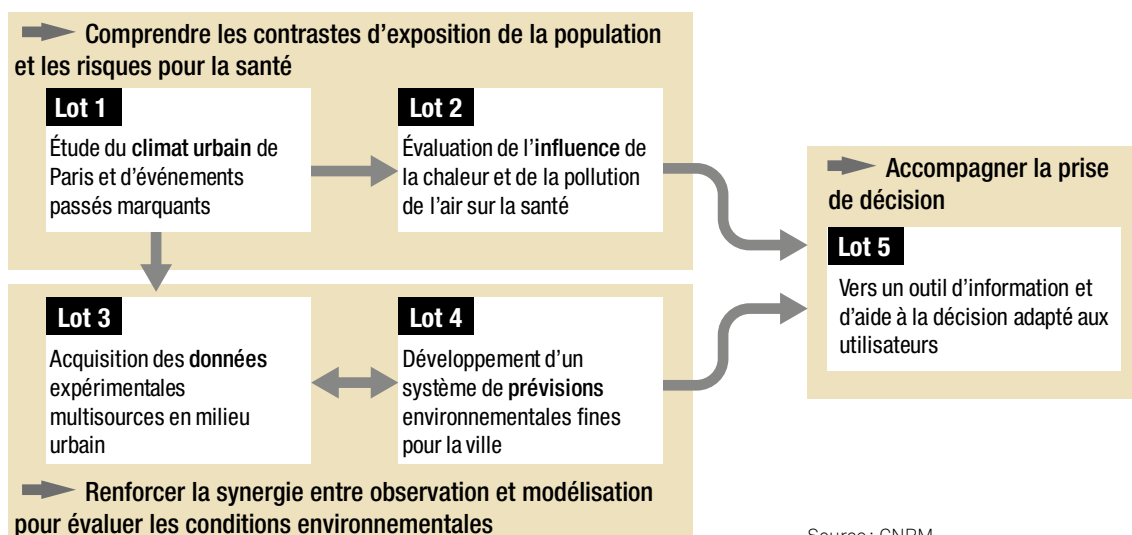 Comprendre les contrastes d’exposition de la population
et les risques pour la santé
Lot 1
Étude du climat urbain de
Paris et d’événements
passés marquants
Lot 2
Évaluation de l’influence de
la chaleur et de la pollution
de l’air sur la santé
Lot 3
Acquisition des données
expérimentales
multisources en milieu
urbain
Lot 4
Développement d’un
système de prévisions
environnementales fines
pour la ville
Renforcer la synergie entre observation et modélisation
pour évaluer les conditions environnementales
Accompagner la prise
de décision
Lot 5
Vers un outil d’information et
d’aide à la décision adapté aux
utilisateurs
Source : CNRM